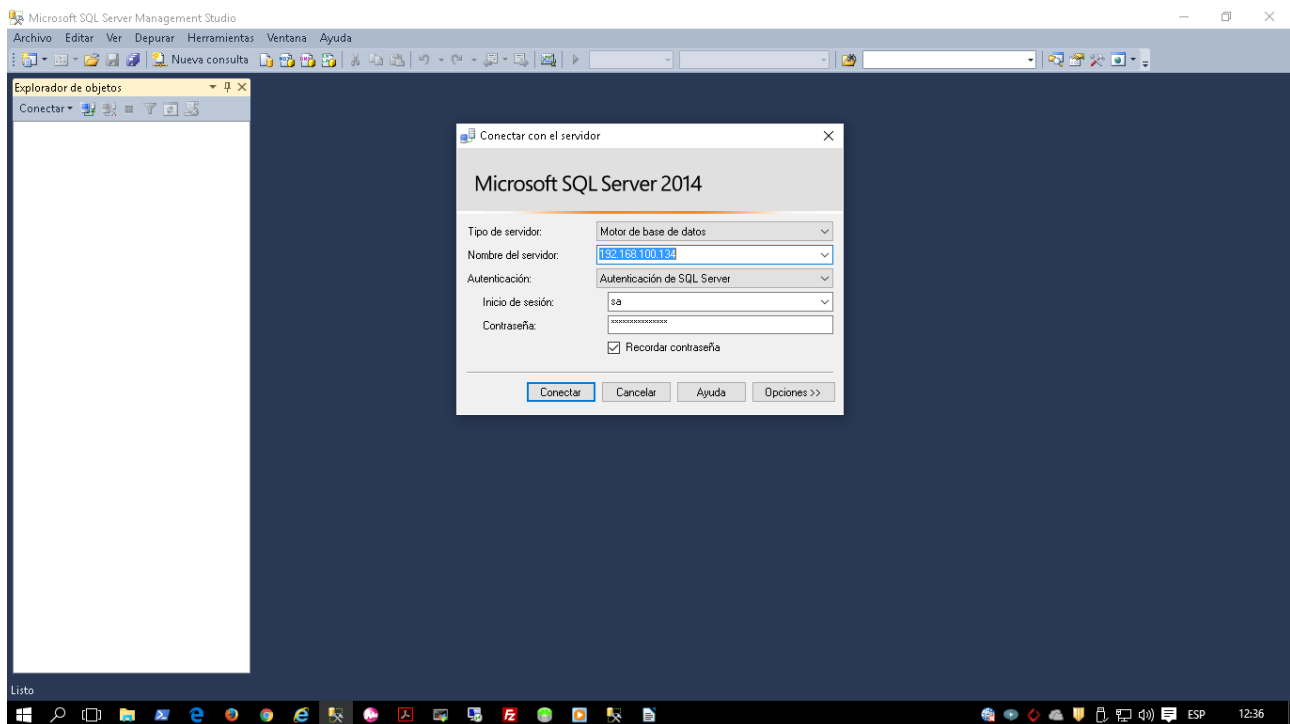 Microsoft SQL Server Management Studio
Archivo Editar Ver Depurar Herramientas Ventana Ayuda
Nueva consulta
Explorador de objetos
Conectar
Conectar con el servidor
Microsoft SQL Server 2014
Tipo de servidor: Motor de base de datos
Nombre del servidor: 192.168.100.134
Autenticación: Autenticación de SQL Server
Inicio de sesión: sa
Contraseña: ××××××××××××××
Recordar contraseña
Conectar Cancelar Ayuda Opciones >>
Listo
ESP 12:36